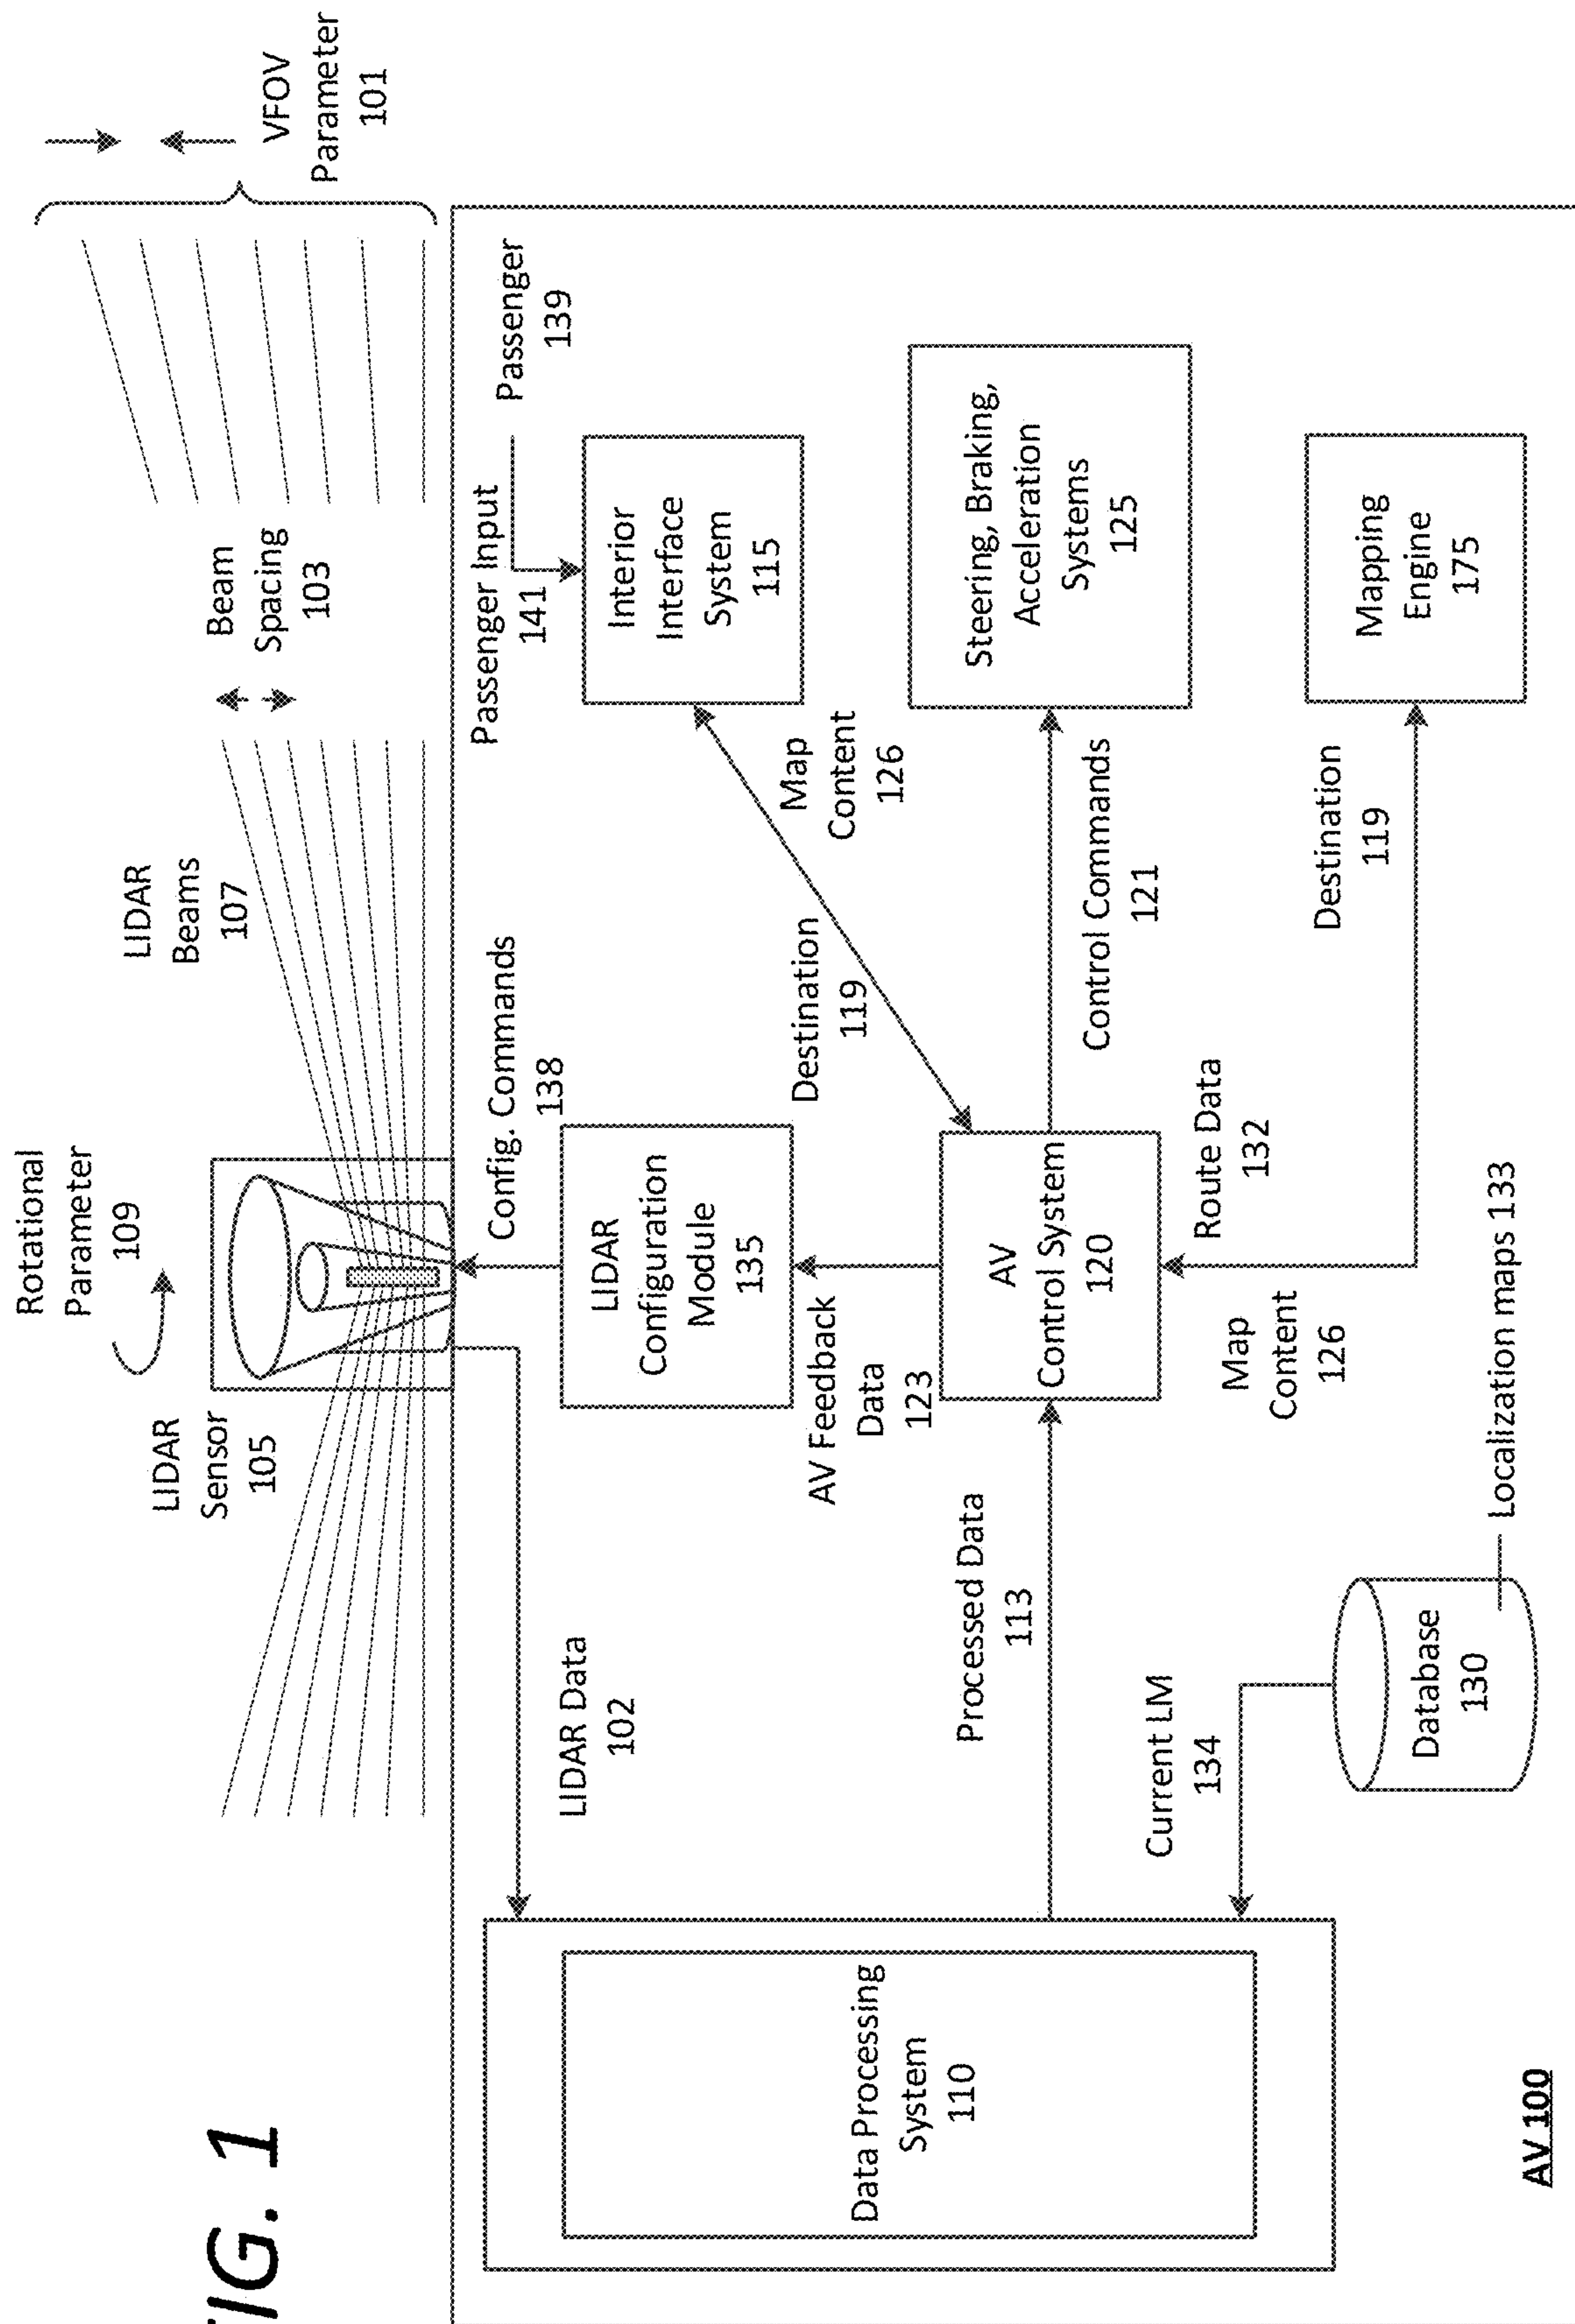 Rotational
Parameter
109
LIDAR
Sensor
105
LIDAR
Beams
107
Beam
Spacing
103
VFOV
Parameter
101
LIDAR Data
102
Config. Commands
138
Passenger Input
141
Passenger
139
LIDAR
Configuration
Module
135
Interior
Interface
System
115
AV Feedback
Data
123
Destination
119
Map
Content
126
Data Processing
System
110
Processed Data
113
AV
Control System
120
Control Commands
121
Steering, Braking,
Acceleration
Systems
125
Current LM
134
Map
Content
126
Route Data
132
Destination
119
Mapping
Engine
175
Database
130
Localization maps 133
AV 100
IG. 1